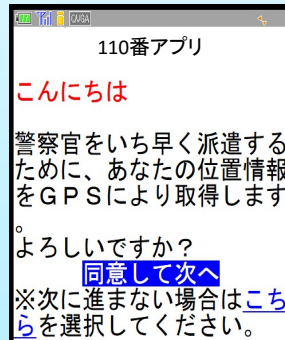 110番アプリ
こんにちは
警察官をいち早く派遣する
ために、あなたの位置情報
をＧＰＳにより取得します
。
よろしいですか？
同意して次へ
※次に進まない場合はこち
らを選択してください。